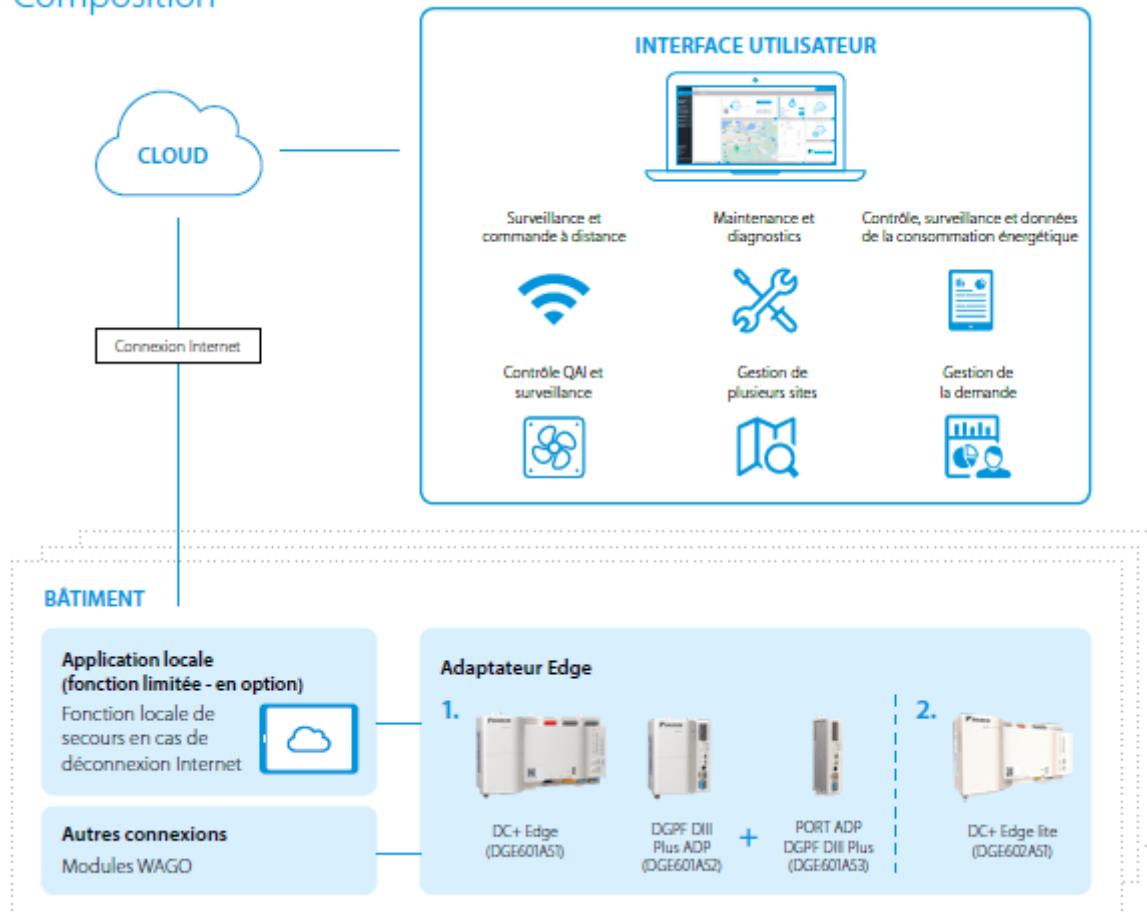 Composition
INTERFACE UTILISATEUR
CLOUD
Surveillance et
commande à distance
Maintenance et
diagnostics
Contrôle, surveillance et données
de la consommation énergétique
Connexion Internet
Contrôle QAI et
surveillance
Gestion de
plusieurs sites
Gestion de
la demande
BÂTIMENT
Application locale
(fonction limitée - en option)
Fonction locale de
secours en cas de
déconnexion Internet
Autres connexions
Modules WAGO
Adaptateur Edge
1.
DC+ Edge
(DGE601A51)
DGPF DIII
Plus ADP
(DGE601A52)
+
PORT ADP
DGPF DIII Plus
(DGE601A53)
2.
DC+ Edge lite
(DGE602A51)